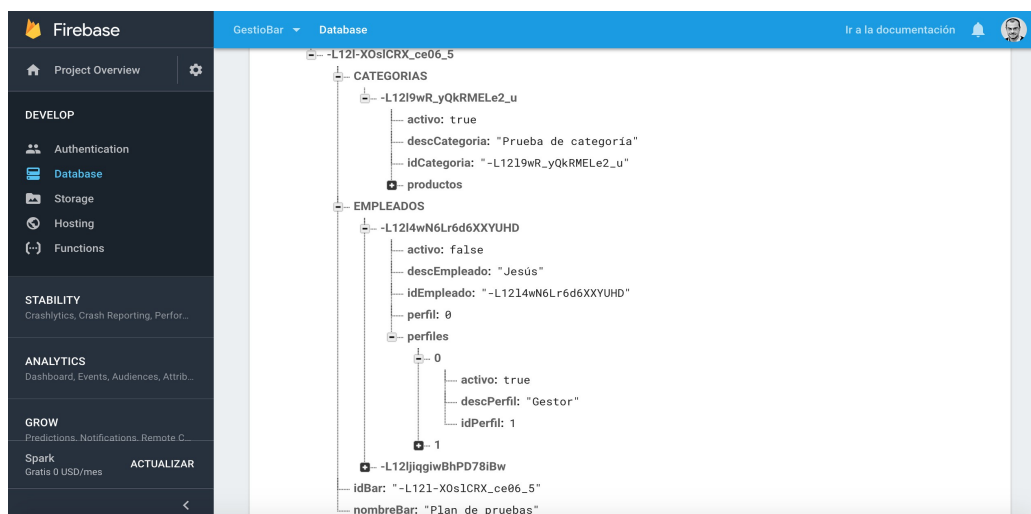 Firebase
GestioBar
Database
Ir a la documentación
Project Overview
DEVELOP
Authentication
Database
Storage
Hosting
Functions
STABILITY
Crashlytics, Crash Reporting, Perfor...
ANALYTICS
Dashboard, Events, Audiences, Attrib...
GROW
Predictions, Notifications, Remote C...
Spark
Gratis 0 USD/mes
ACTUALIZAR
-L12l-XOslCRX_ce06_5
CATEGORIAS
-L12l9wR_yQkRMELe2_u
activo: true
descCategoria: "Prueba de categoría"
idCategoria: "-L12l9wR_yQkRMELe2_u"
productos
EMPLEADOS
-L12l4wN6Lr6d6XXYUHD
activo: false
descEmpleado: "Jesús"
idEmpleado: "-L12l4wN6Lr6d6XXYUHD"
perfil: 0
perfiles
0
activo: true
descPerfil: "Gestor"
idPerfil: 1
1
-L12ljiqgiwBhPD78iBw
idBar: "-L12l-XOslCRX_ce06_5"
nombreBar: "Plan de pruebas"